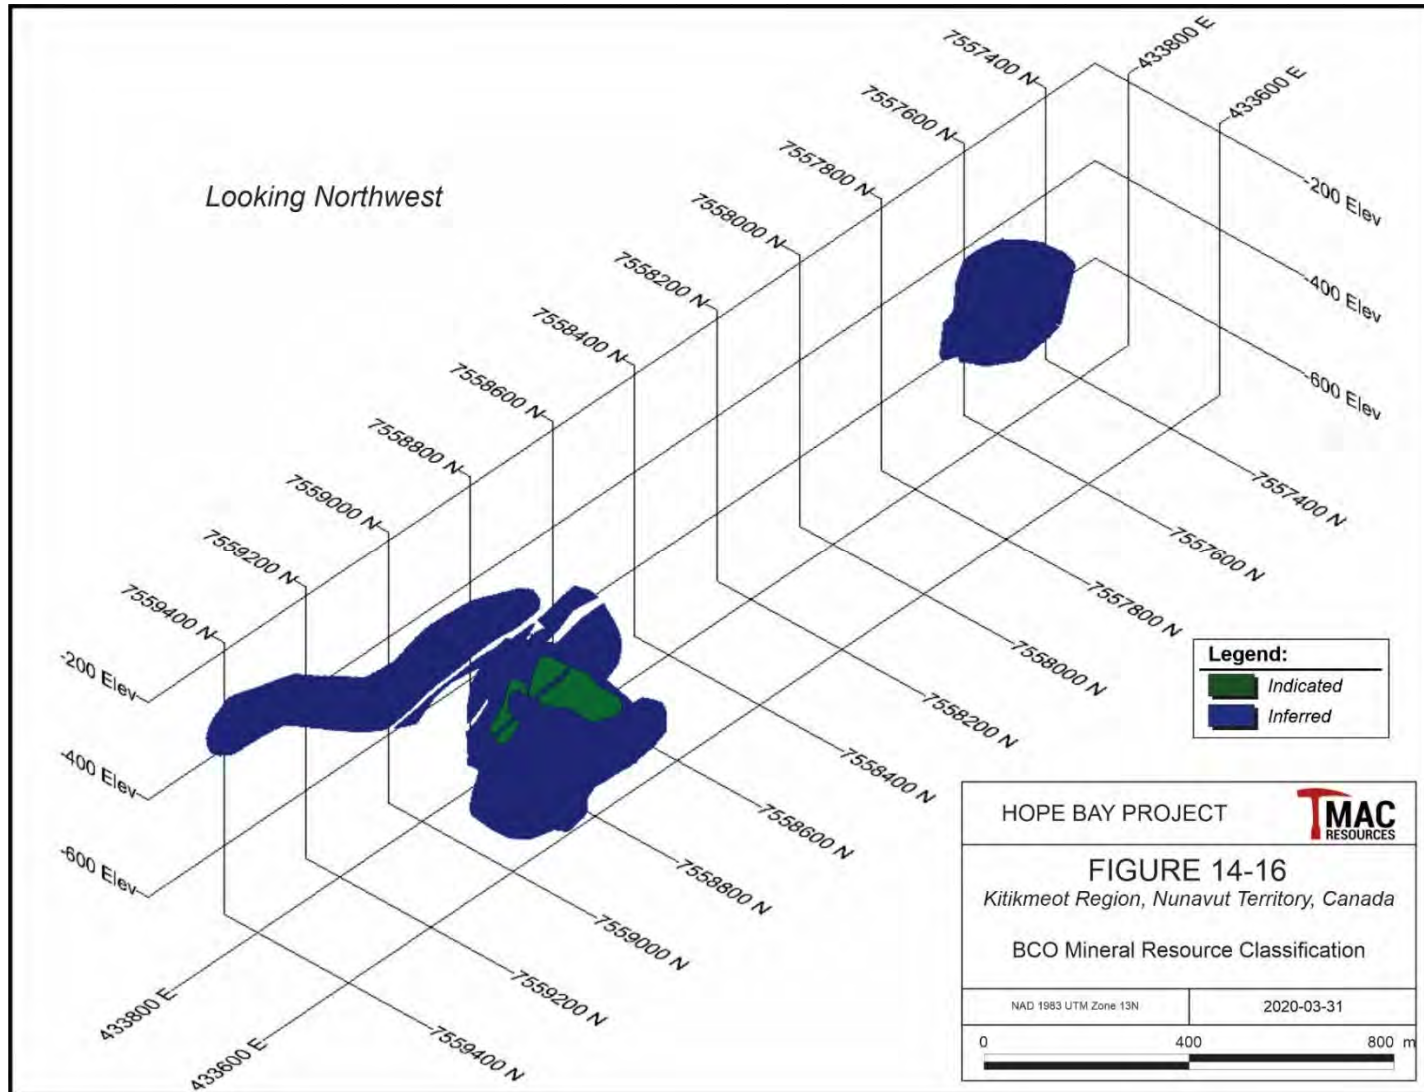 7557400 N
433800 E
433600 E
7557600 N
7557800 N
-200 Elev
Looking Northwest
7558000 N
7558200 N
-400 Elev
7558400 N
-600 Elev
7558600 N
7558800 N
7559000 N
7557400 N
7559200 N
7557600 N
7559400 N
7557800 N
-200 Elev
7558000 N
Legend:
Indicated
Inferred
7558200 N
-400 Elev
7558400 N
7558600 N
-600 Elev
7558800 N
7559000 N
7559200 N
433800 E
7559400 N
433600 E
HOPE BAY PROJECT
TMAC
RESOURCES
FIGURE 14-16
Kitikmeot Region, Nunavut Territory, Canada
BCO Mineral Resource Classification
NAD 1983 UTM Zone 13N
2020-03-31
0 400 800 m